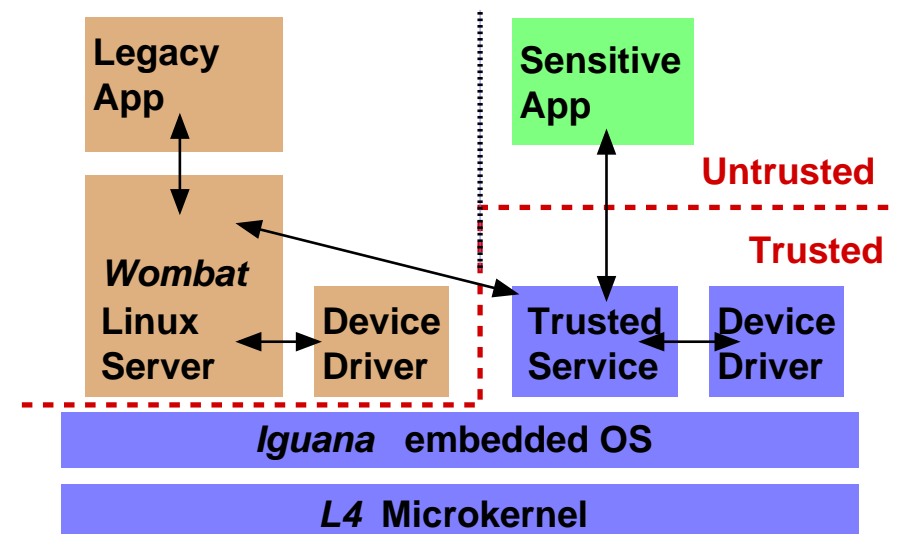 Legacy
App
Sensitive
App
Untrusted
Trusted
Wombat
Linux
Server
Device
Driver
Trusted
Service
Device
Driver
Iguana embedded OS
L4 Microkernel